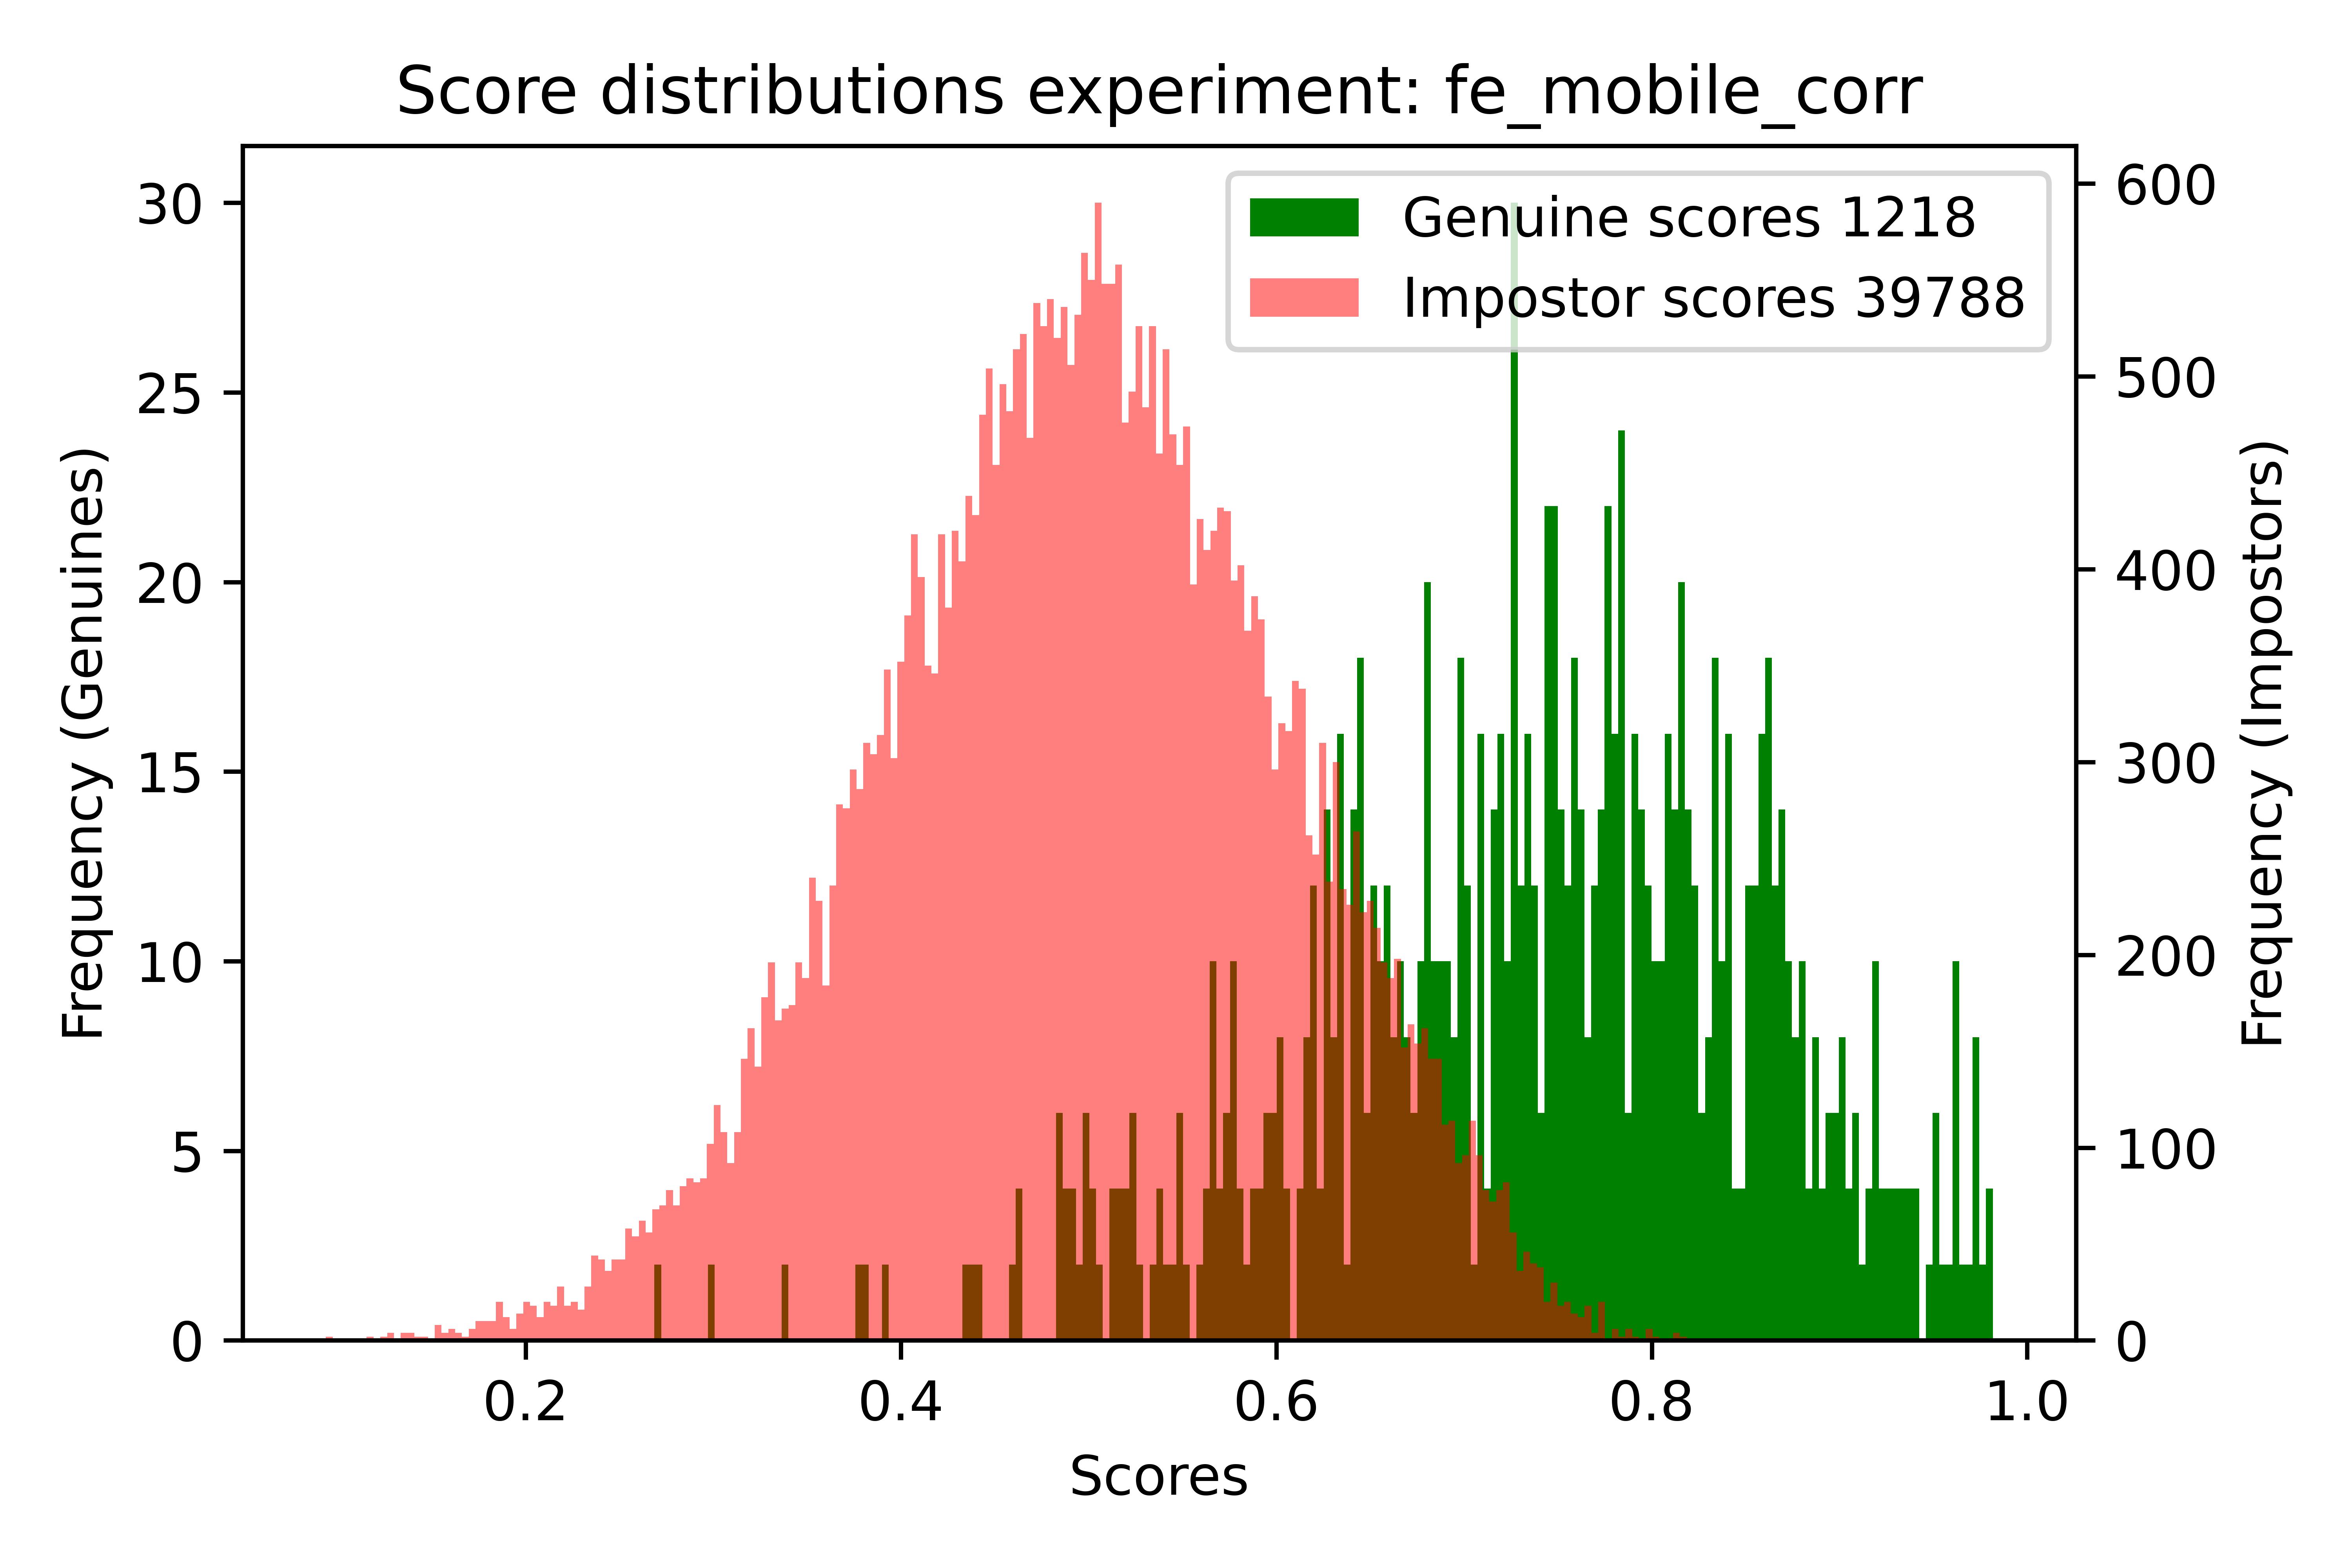 Score distributions experiment: fe_mobile_corr
Genuine scores 1218
Impostor scores 39788
Frequency (Genuines)
30
25
20
15
10
5
0
600
500
400
300
200
100
0
Frequency (Impostors)
0.2 0.4 0.6 0.8 1.0
Scores